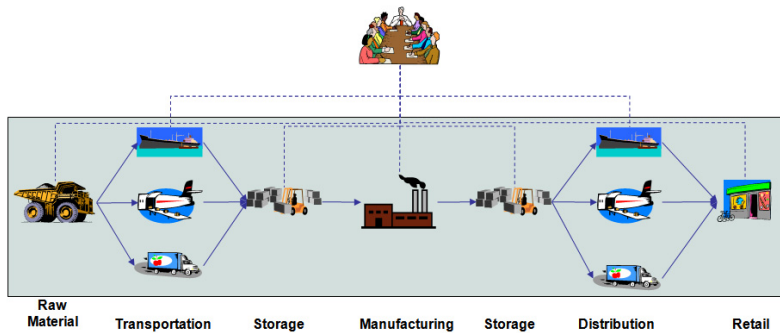 Raw
Material
Transportation
Storage
Manufacturing
Storage
Distribution
Retail